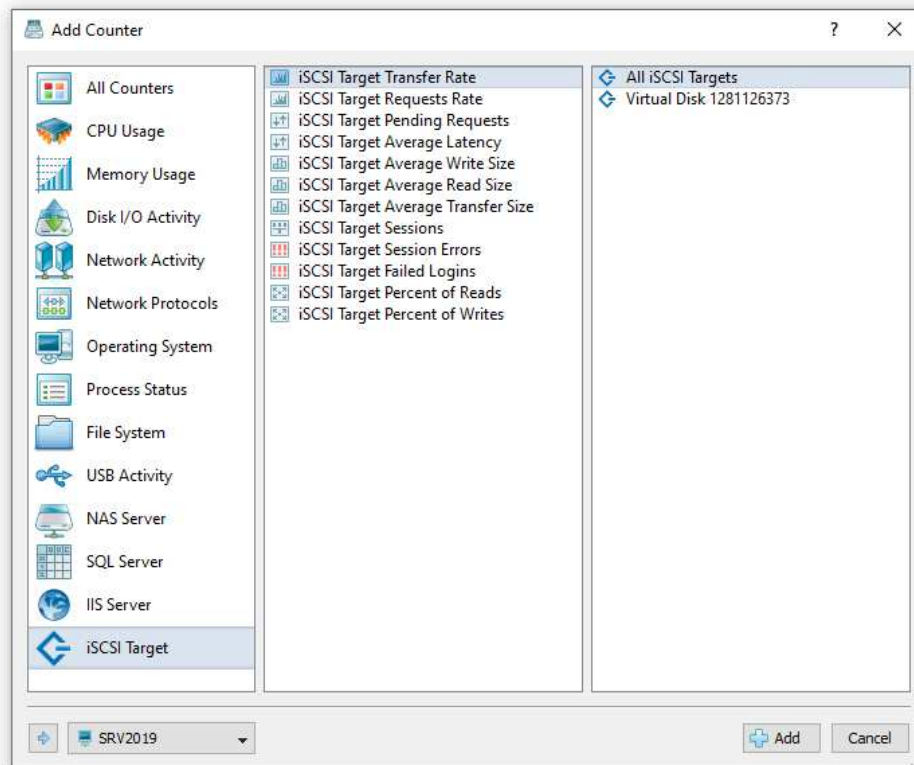 Add Counter
?
All Counters
CPU Usage
Memory Usage
Disk I/O Activity
Network Activity
Network Protocols
Operating System
Process Status
File System
USB Activity
NAS Server
SQL Server
IIS Server
iSCSI Target
iSCSI Target Transfer Rate
iSCSI Target Requests Rate
iSCSI Target Pending Requests
iSCSI Target Average Latency
iSCSI Target Average Write Size
iSCSI Target Average Read Size
iSCSI Target Average Transfer Size
iSCSI Target Sessions
iSCSI Target Session Errors
iSCSI Target Failed Logins
iSCSI Target Percent of Reads
iSCSI Target Percent of Writes
All iSCSI Targets
Virtual Disk 1281126373
SRV2019
Add
Cancel